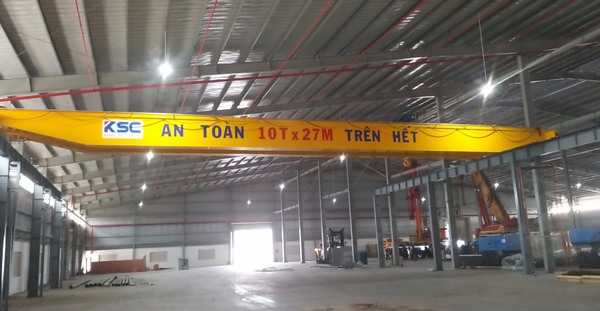 KSC AN TOÀN 10T x 27M TRÊN HẾT